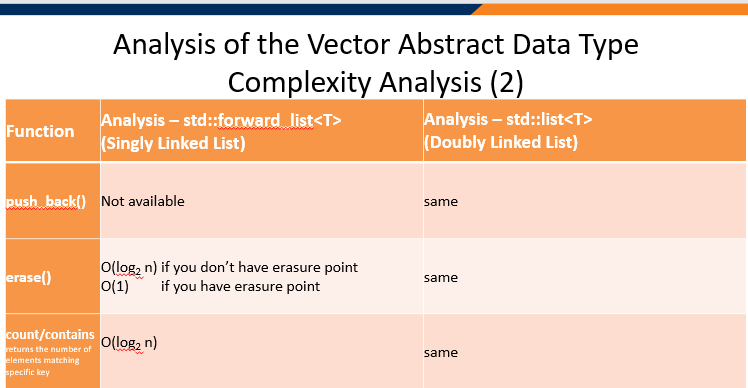 Analysis of the Vector Abstract Data Type
Complexity Analysis (2)
Function
Analysis – std::forward_list<T>
(Singly Linked List)
Analysis – std::list<T>
(Doubly Linked List)
push_back()
Not available
same
erase()
O(log₂ n) if you don’t have erasure point
O(1) if you have erasure point
same
count/contains
returns the number of
elements matching
specific key
O(log₂ n)
same